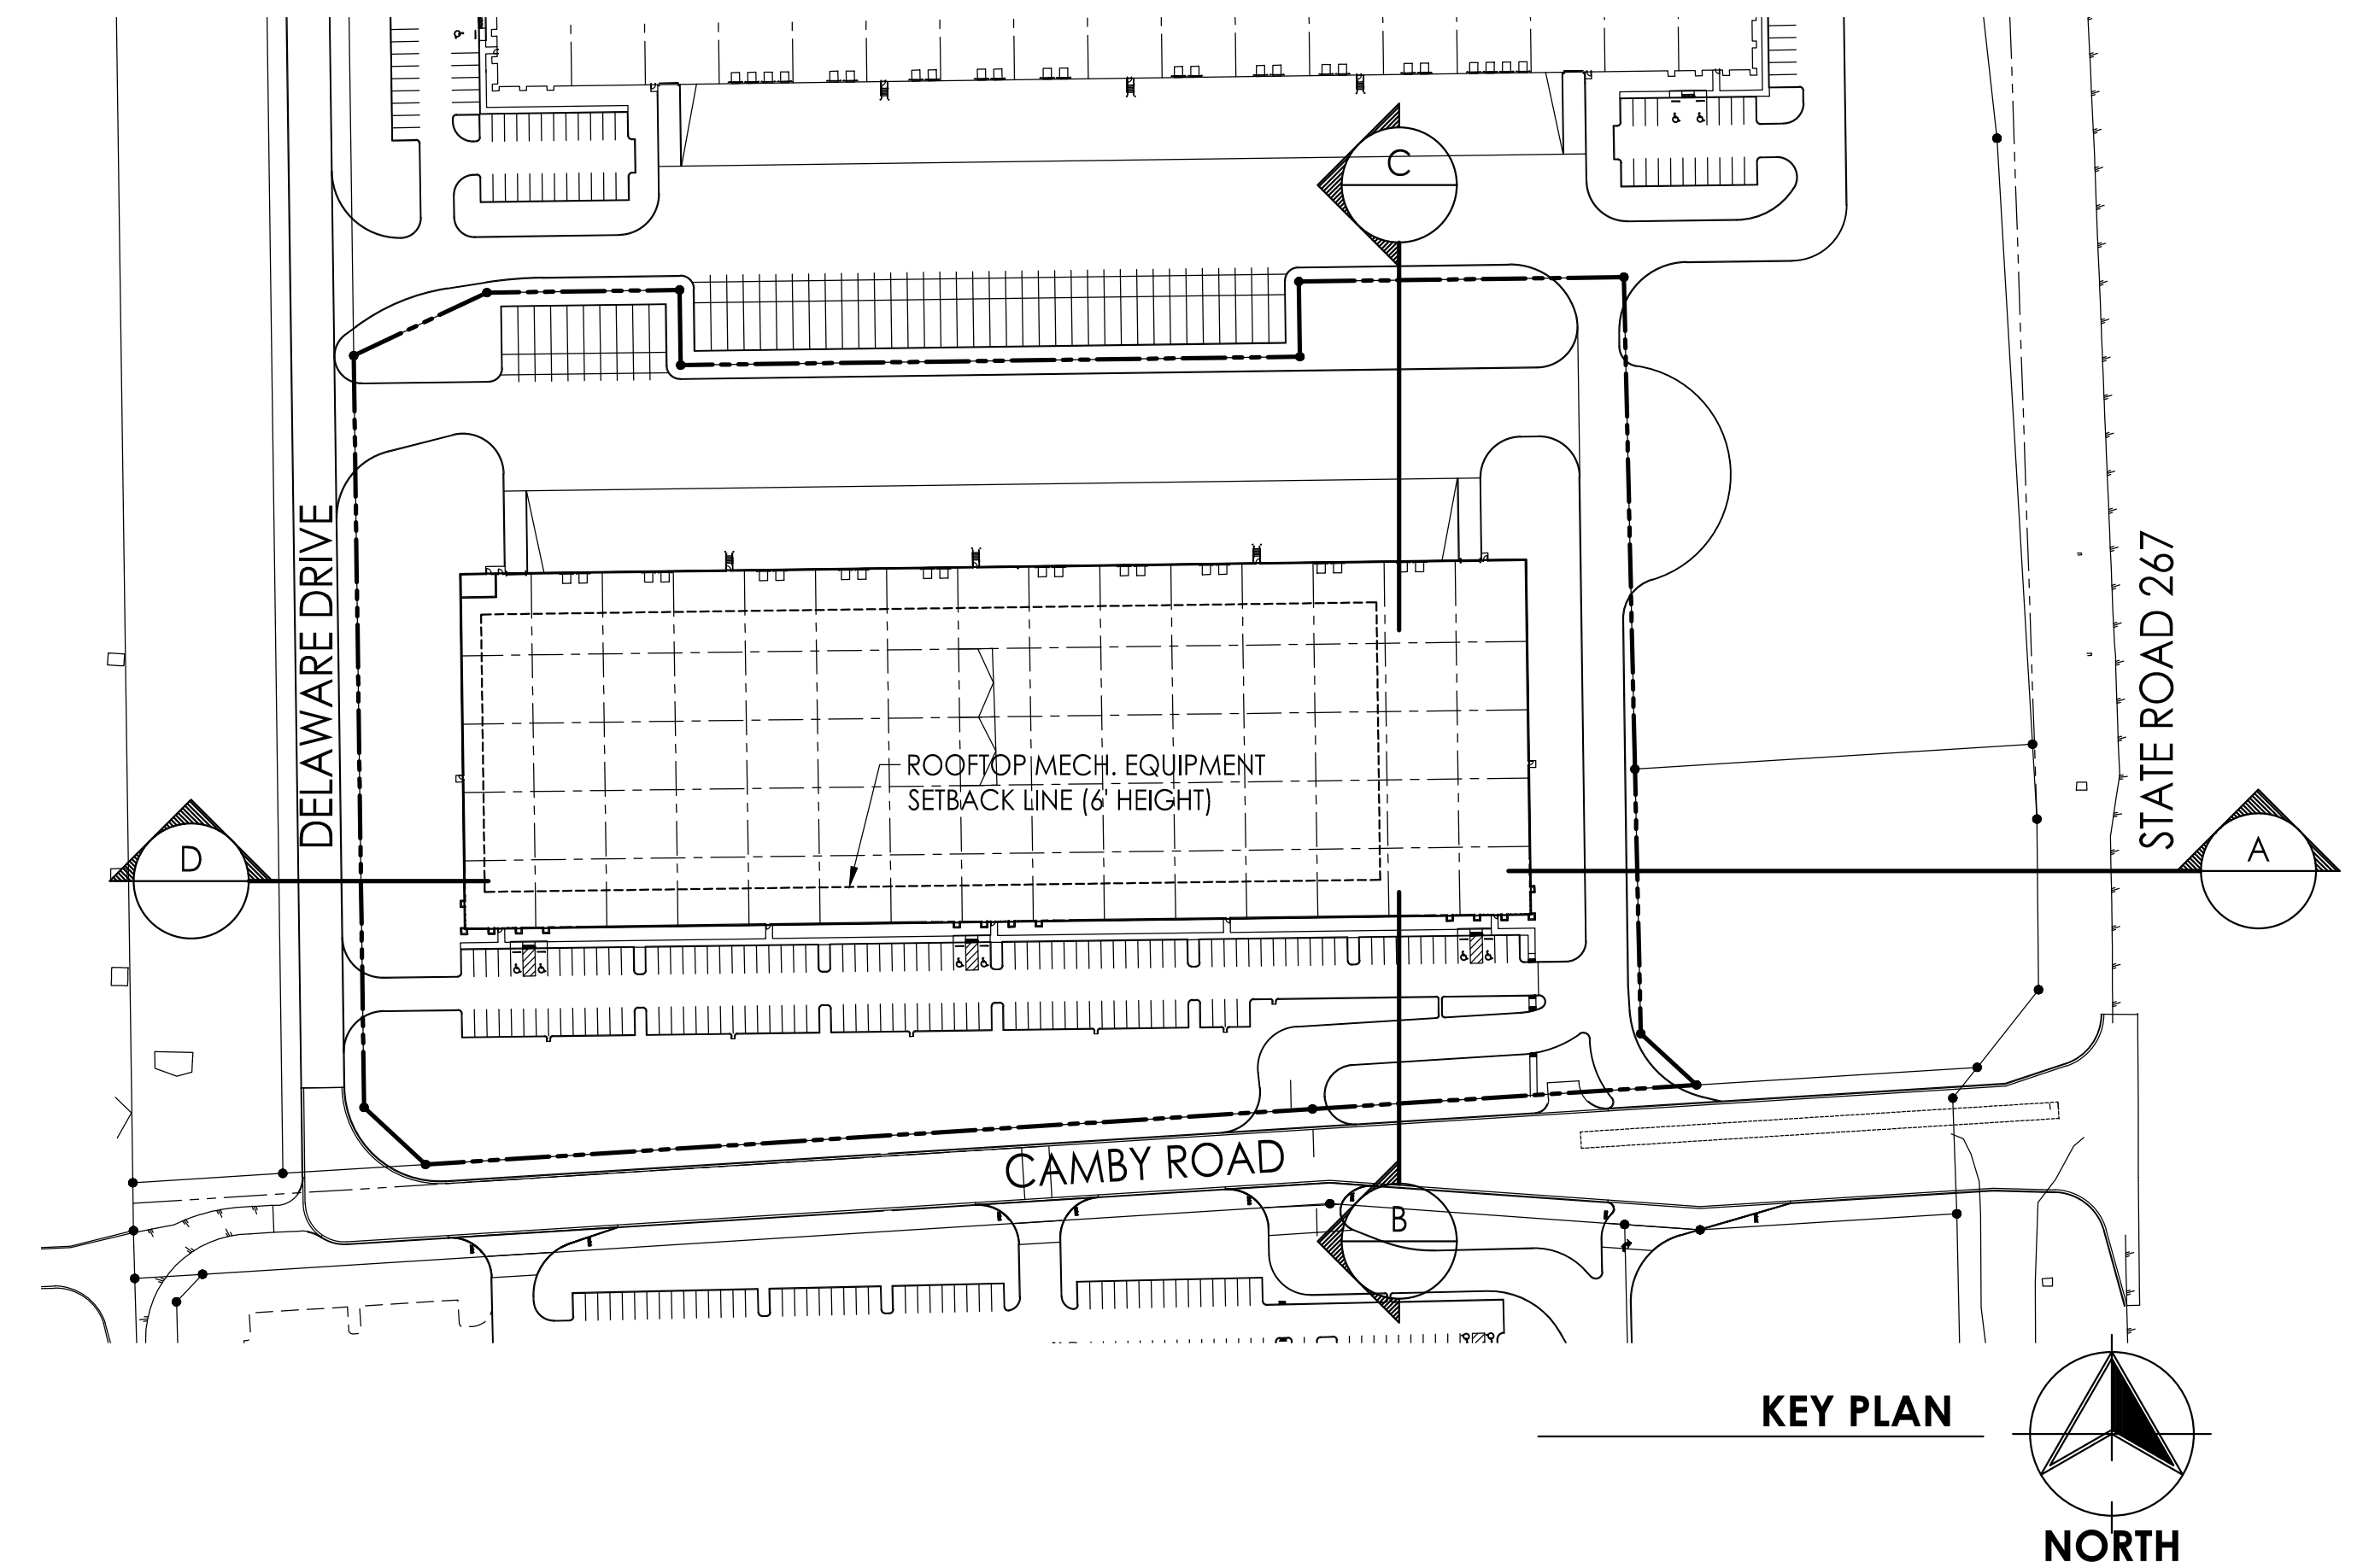 C
DELAWARE DRIVE
STATE ROAD 267
ROOFTOP MECH. EQUIPMENT
SETBACK LINE (6' HEIGHT)
D
A
CAMBY ROAD
B
KEY PLAN
NORTH